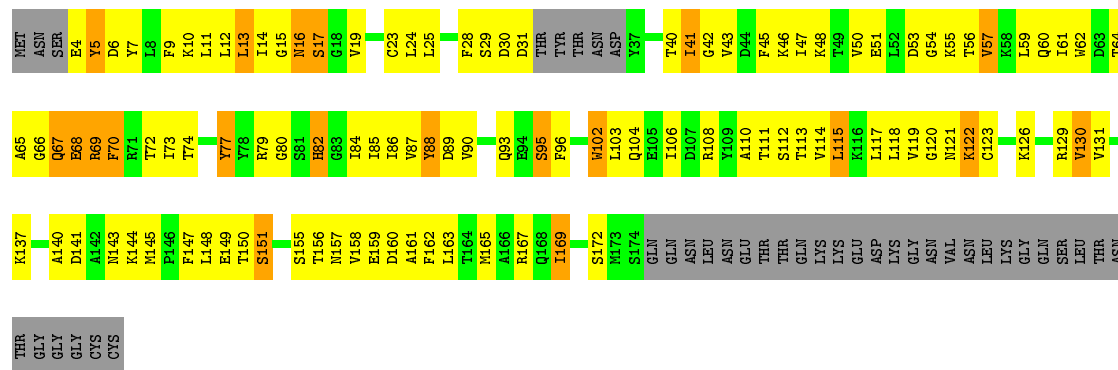 MET ASN SER E4 Y5 D6 Y7 L8 F9 K10 L11 L12 L13 I14 G15 N16 S17 G18 V19 C23 L24 L25 F28 S29 D30 D31 THR TYR THR ASN ASP Y37 T40 I41 G42 V43 D44 F45 K46 I47 K48 T49 V50 E51 L52 D53 G54 K55 T56 V57 K58 L59 Q60 I61 W62 D63 T64
A65 G66 Q67 E68 R69 F70 R71 T72 I73 T74 Y77 Y78 R79 G80 S81 H82 G83 I84 I85 I86 V87 Y88 D89 V90 Q93 E94 S95 F96 W102 L103 Q104 E105 I106 D107 R108 Y109 A110 T111 S112 T113 V114 L115 K116 L117 L118 V119 G120 N121 K122 C123 K126 R129 V130 V131
K137 A140 D141 A142 N143 K144 M145 P146 F147 L148 E149 T150 S151 S155 T156 N157 V158 E159 D160 A161 F162 L163 T164 M165 A166 R167 Q168 I169 S172 M173 S174 GLN GLN ASN LEU ASN GLU THR THR GLN LYS LYS GLU ASP LYS GLY ASN VAL ASN LEU LYS GLY GLN SER LEU THR ASN
THR GLY GLY GLY CYS CYS